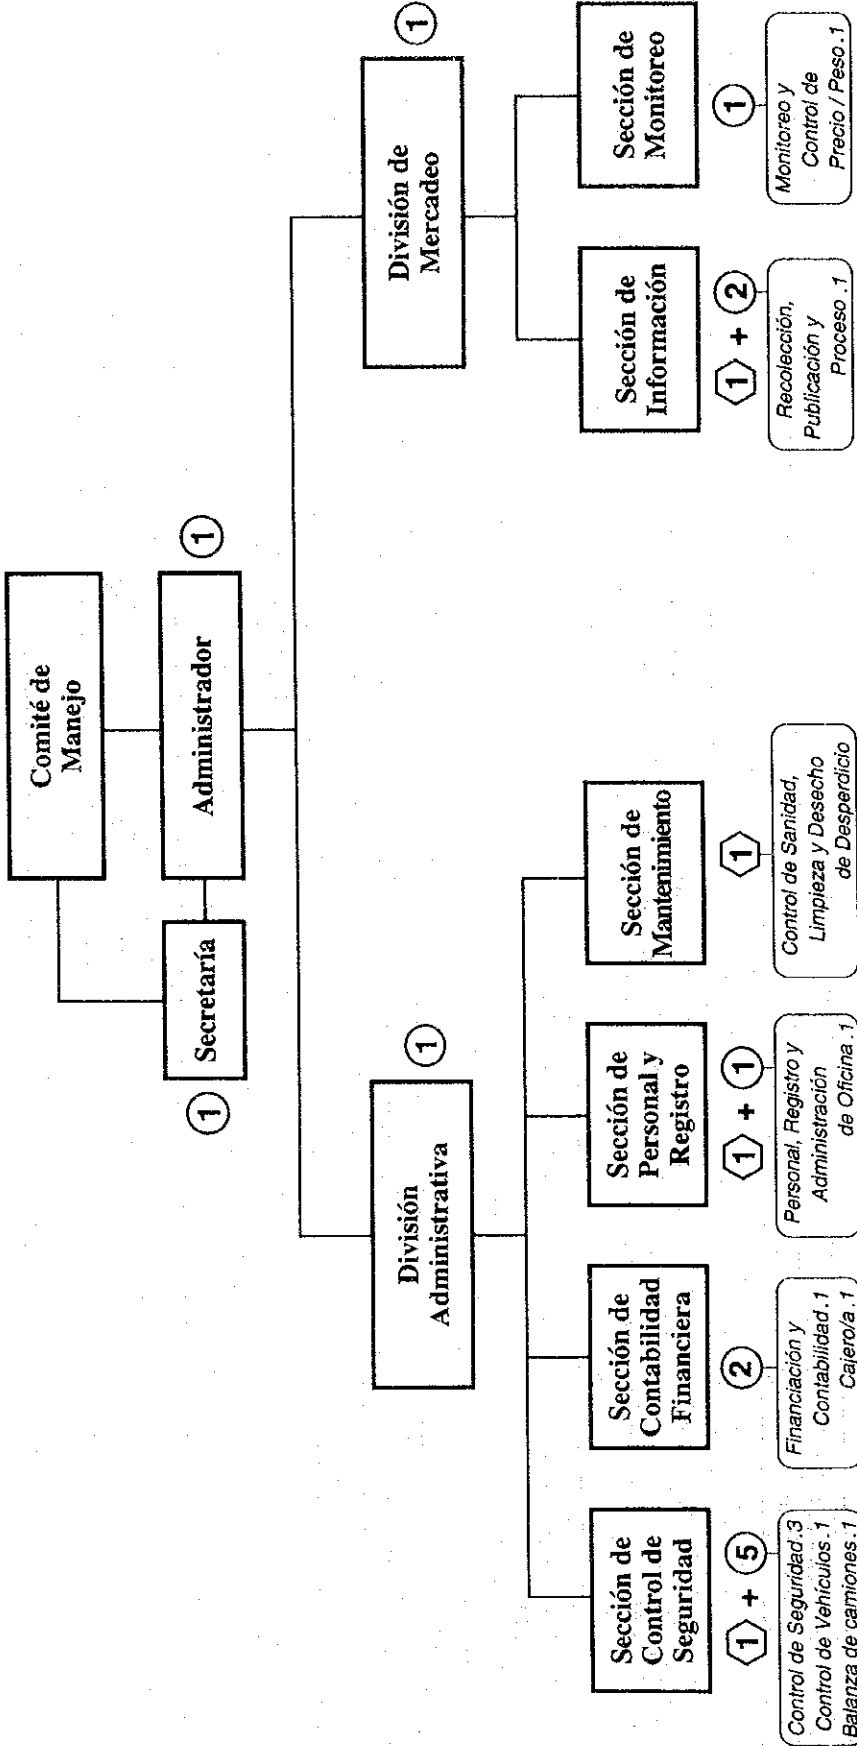 Comité de
Manejo
Secretaría
1
Administrador
1
División
Administrativa
1
División de
Mercadeo
1
Sección de
Control de
Seguridad
1 + 5
Control de Seguridad.3
Control de Vehículos.1
Balanza de camiones.1
Sección de
Contabilidad
Financiera
2
Financiación y
Contabilidad.1
Cajero/a.1
Sección de
Personal y
Registro
1 + 1
Personal, Registro y
Administración
de Oficina.1
Sección de
Mantenimiento
1
Control de Sanidad,
Limpieza y Desecho
de Desperdicio
Sección de
Información
1 + 2
Recolección,
Publicación y
Proceso.1
Sección de
Monitoreo
1
Monitoreo y
Control de
Precio / Peso.1